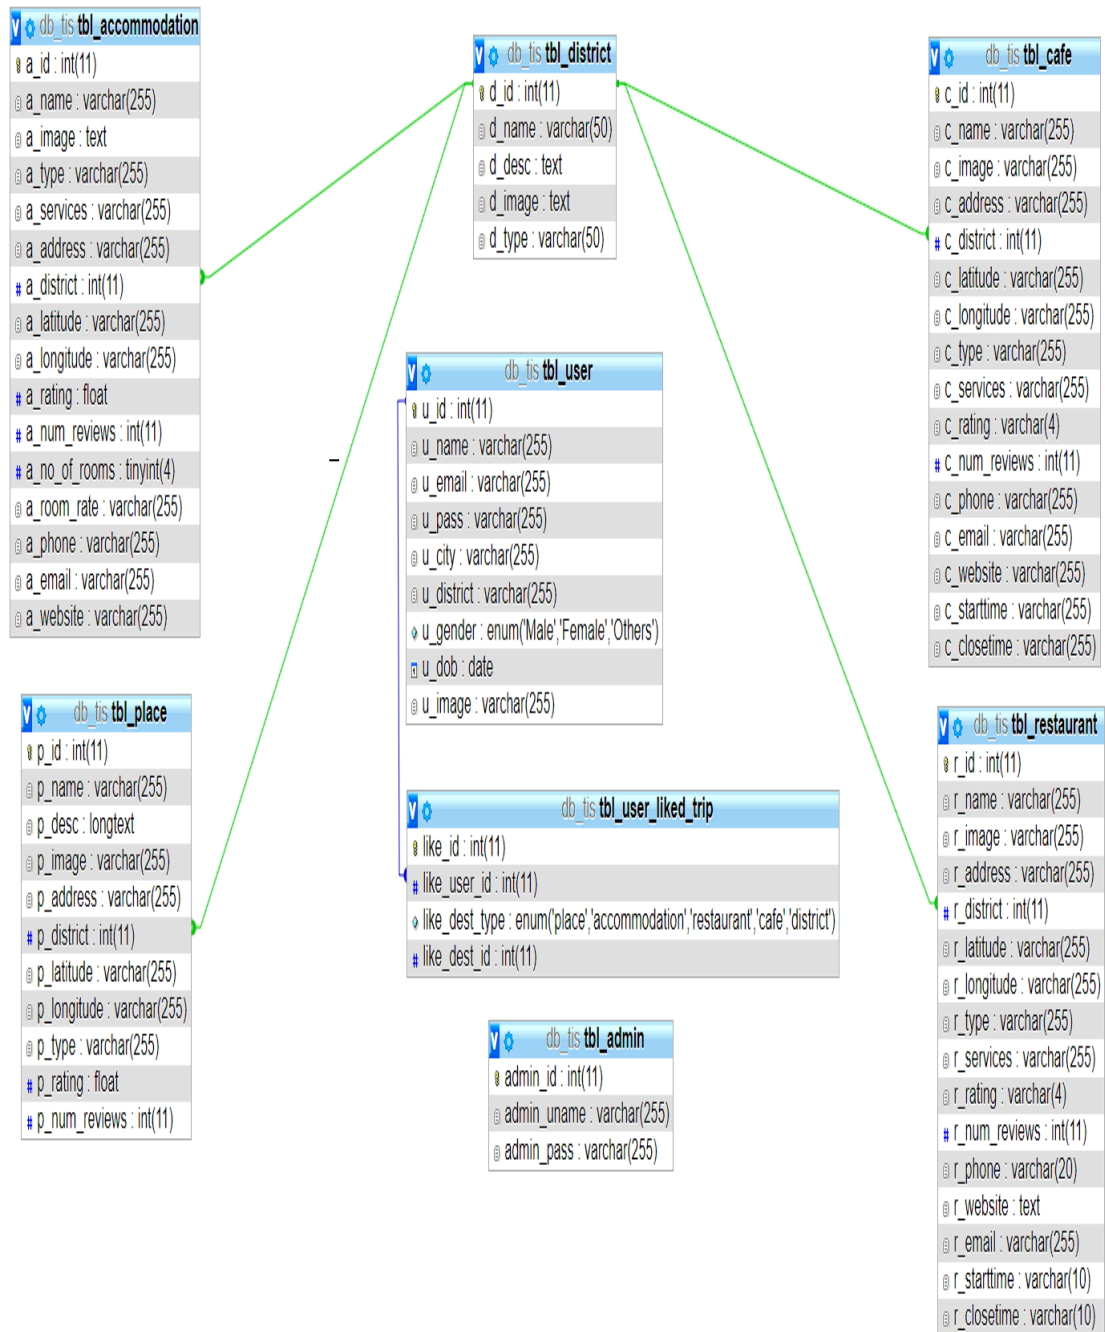 db_tis tbl_accommodation
a_id : int(11)
a_name : varchar(255)
a_image : text
a_type : varchar(255)
a_services : varchar(255)
a_address : varchar(255)
a_district : int(11)
a_latitude : varchar(255)
a_longitude : varchar(255)
a_rating : float
a_num_reviews : int(11)
a_no_of_rooms : tinyint(4)
a_room_rate : varchar(255)
a_phone : varchar(255)
a_email : varchar(255)
a_website : varchar(255)
db_tis tbl_district
d_id : int(11)
d_name : varchar(50)
d_desc : text
d_image : text
d_type : varchar(50)
db_tis tbl_cafe
c_id : int(11)
c_name : varchar(255)
c_image : varchar(255)
c_address : varchar(255)
c_district : int(11)
c_latitude : varchar(255)
c_longitude : varchar(255)
c_type : varchar(255)
c_services : varchar(255)
c_rating : varchar(4)
c_num_reviews : int(11)
c_phone : varchar(255)
c_email : varchar(255)
c_website : varchar(255)
c_starttime : varchar(255)
c_closetime : varchar(255)
db_tis tbl_user
u_id : int(11)
u_name : varchar(255)
u_email : varchar(255)
u_pass : varchar(255)
u_city : varchar(255)
u_district : varchar(255)
u_gender : enum('Male','Female','Others')
u_dob : date
u_image : varchar(255)
db_tis tbl_place
p_id : int(11)
p_name : varchar(255)
p_desc : longtext
p_image : varchar(255)
p_address : varchar(255)
p_district : int(11)
p_latitude : varchar(255)
p_longitude : varchar(255)
p_type : varchar(255)
p_rating : float
p_num_reviews : int(11)
db_tis tbl_user_liked_trip
like_id : int(11)
like_user_id : int(11)
like_dest_type : enum('place','accommodation','restaurant','cafe','district')
like_dest_id : int(11)
db_tis tbl_admin
admin_id : int(11)
admin_uname : varchar(255)
admin_pass : varchar(255)
db_tis tbl_restaurant
r_id : int(11)
r_name : varchar(255)
r_image : varchar(255)
r_address : varchar(255)
r_district : int(11)
r_latitude : varchar(255)
r_longitude : varchar(255)
r_type : varchar(255)
r_services : varchar(255)
r_rating : varchar(4)
r_num_reviews : int(11)
r_phone : varchar(20)
r_website : text
r_email : varchar(255)
r_starttime : varchar(10)
r_closetime : varchar(10)